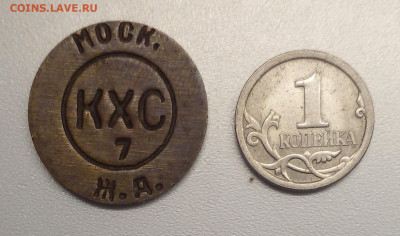 COINS.LAVE.RU
МОСК.
КХС
7
Ж.Д.
1
КОПЕЙКА